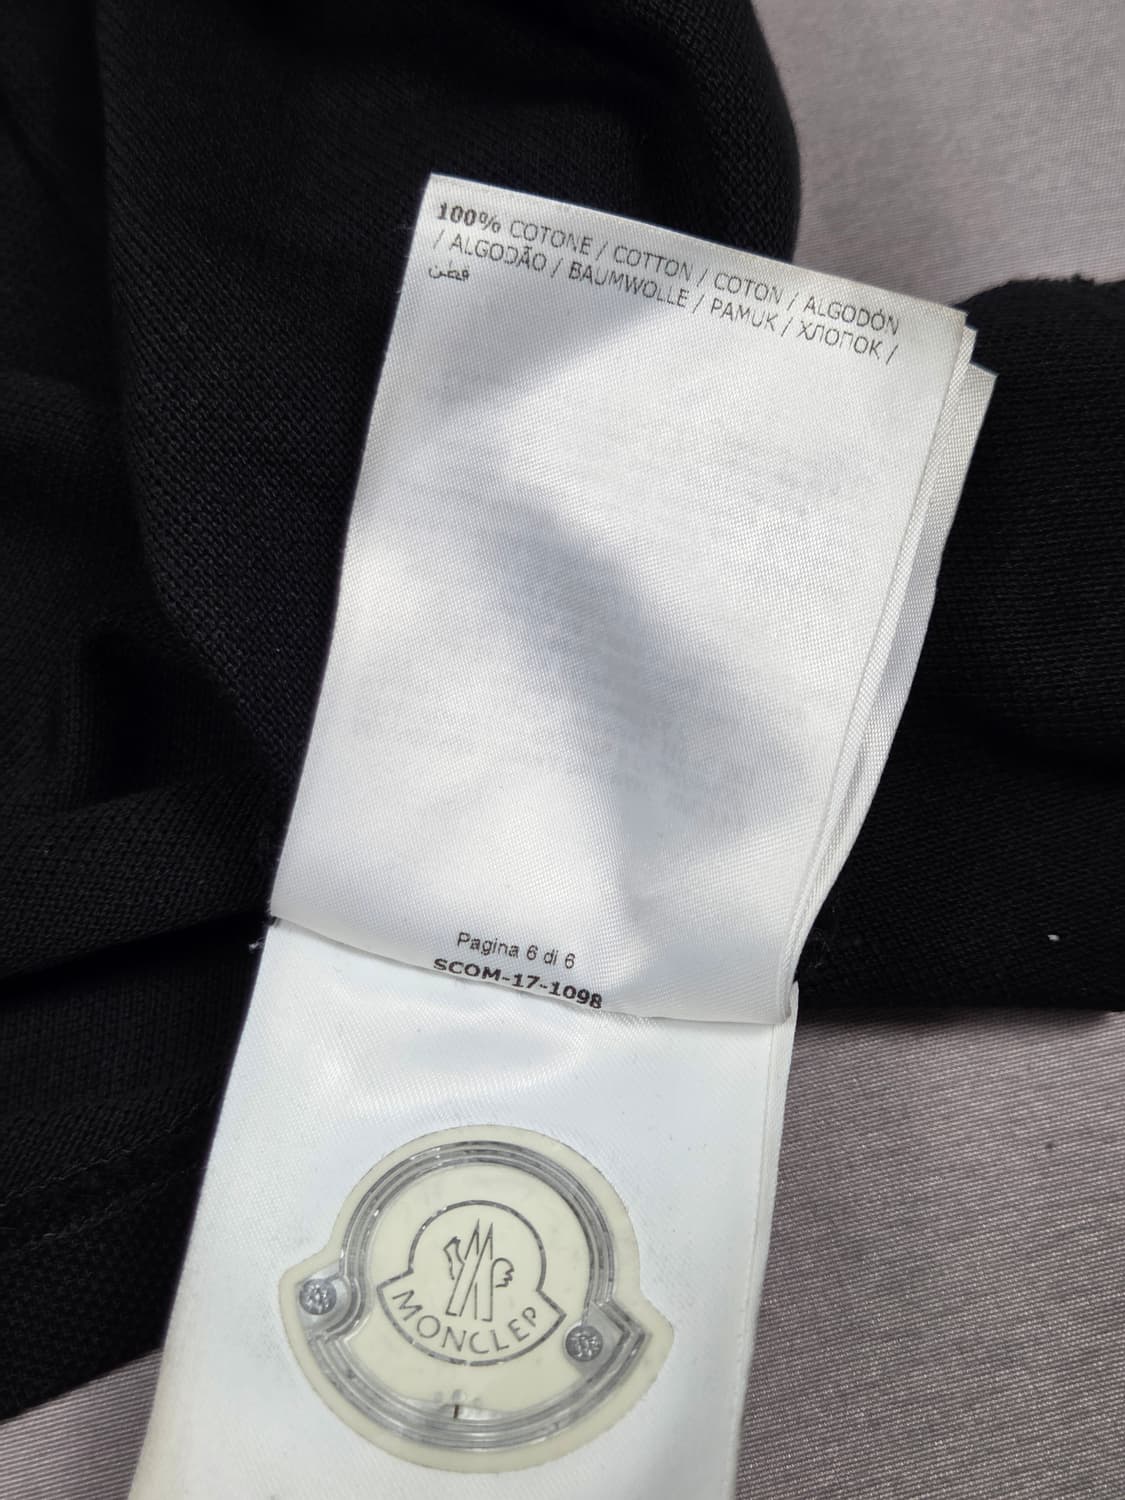 100% COTONE / COTTON / COTON / ALGODÓN
/ ALGODÃO / BAUMWOLLE / PAMUK / ХЛОПОК /
قطن
Pagina 6 di 6
SCOM-17-1098
MONCLER